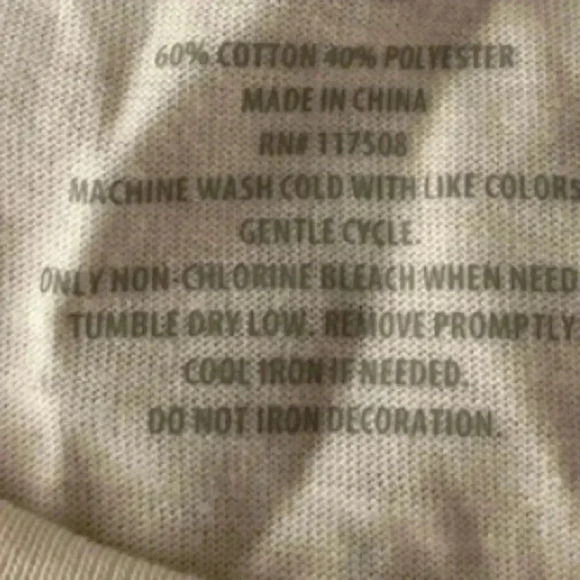 60% COTTON 40% POLYESTER
MADE IN CHINA
RN# 117508
MACHINE WASH COLD WITH LIKE COLORS
GENTLE CYCLE.
ONLY NON-CHLORINE BLEACH WHEN NEED
TUMBLE DRY LOW. REMOVE PROMPTLY.
COOL IRON IF NEEDED.
DO NOT IRON DECORATION.